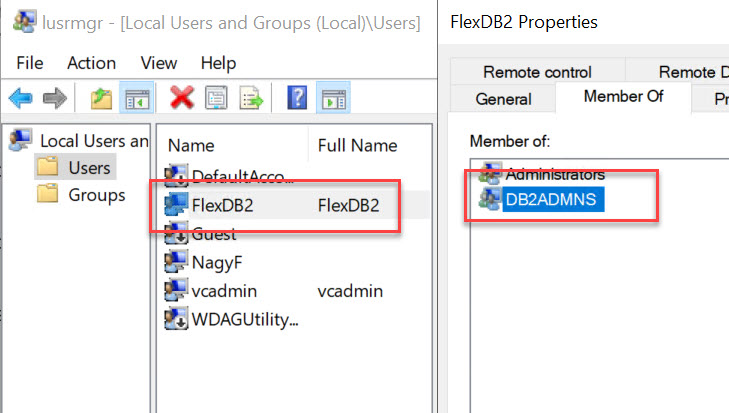 lusrmgr - [Local Users and Groups (Local)\Users]
File Action View Help
Local Users an
Users
Groups
Name Full Name
DefaultAcco...
FlexDB2 FlexDB2
Guest
NagyF
vcadmin vcadmin
WDAGUtility...
FlexDB2 Properties
Remote control Remote D
General Member Of Pr
Member of:
Administrators
DB2ADMNS